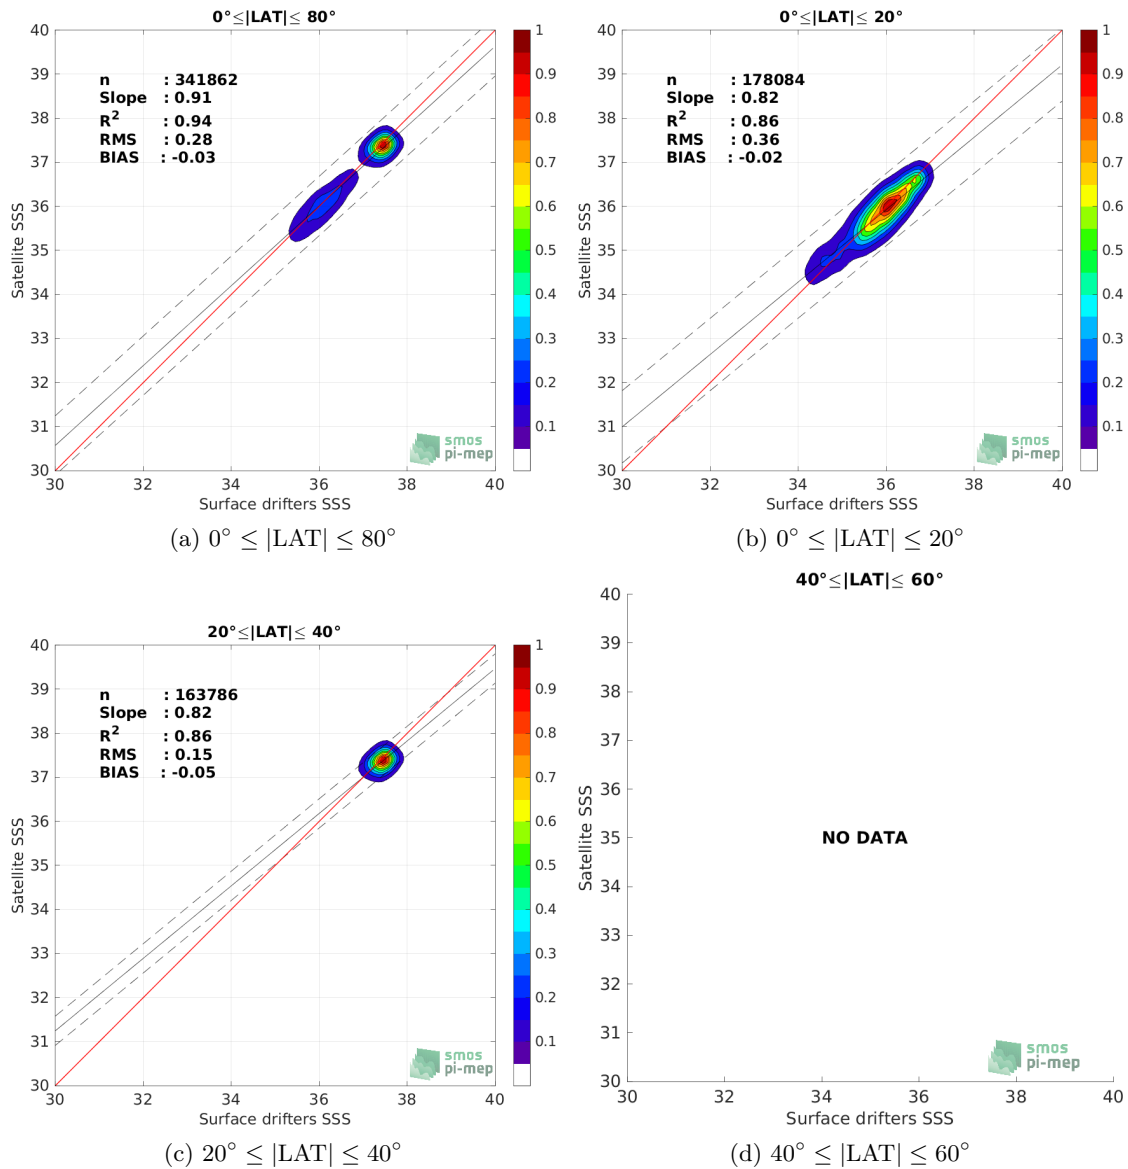 0°≤|LAT|≤ 80°
40
39
38
37
36
35
34
33
32
31
30
Satellite SSS
n : 341862
Slope : 0.91
R² : 0.94
RMS : 0.28
BIAS : -0.03
1
0.9
0.8
0.7
0.6
0.5
0.4
0.3
0.2
0.1
smos
pi-mep
30 32 34 36 38 40
Surface drifters SSS
(a) 0° ≤ |LAT| ≤ 80°
0°≤|LAT|≤ 20°
40
39
38
37
36
35
34
33
32
31
30
Satellite SSS
n : 178084
Slope : 0.82
R² : 0.86
RMS : 0.36
BIAS : -0.02
1
0.9
0.8
0.7
0.6
0.5
0.4
0.3
0.2
0.1
smos
pi-mep
30 32 34 36 38 40
Surface drifters SSS
(b) 0° ≤ |LAT| ≤ 20°
20°≤|LAT|≤ 40°
40
39
38
37
36
35
34
33
32
31
30
Satellite SSS
n : 163786
Slope : 0.82
R² : 0.86
RMS : 0.15
BIAS : -0.05
1
0.9
0.8
0.7
0.6
0.5
0.4
0.3
0.2
0.1
smos
pi-mep
30 32 34 36 38 40
Surface drifters SSS
(c) 20° ≤ |LAT| ≤ 40°
40°≤|LAT|≤ 60°
40
39
38
37
36
35
34
33
32
31
30
Satellite SSS
NO DATA
smos
pi-mep
30 32 34 36 38 40
Surface drifters SSS
(d) 40° ≤ |LAT| ≤ 60°